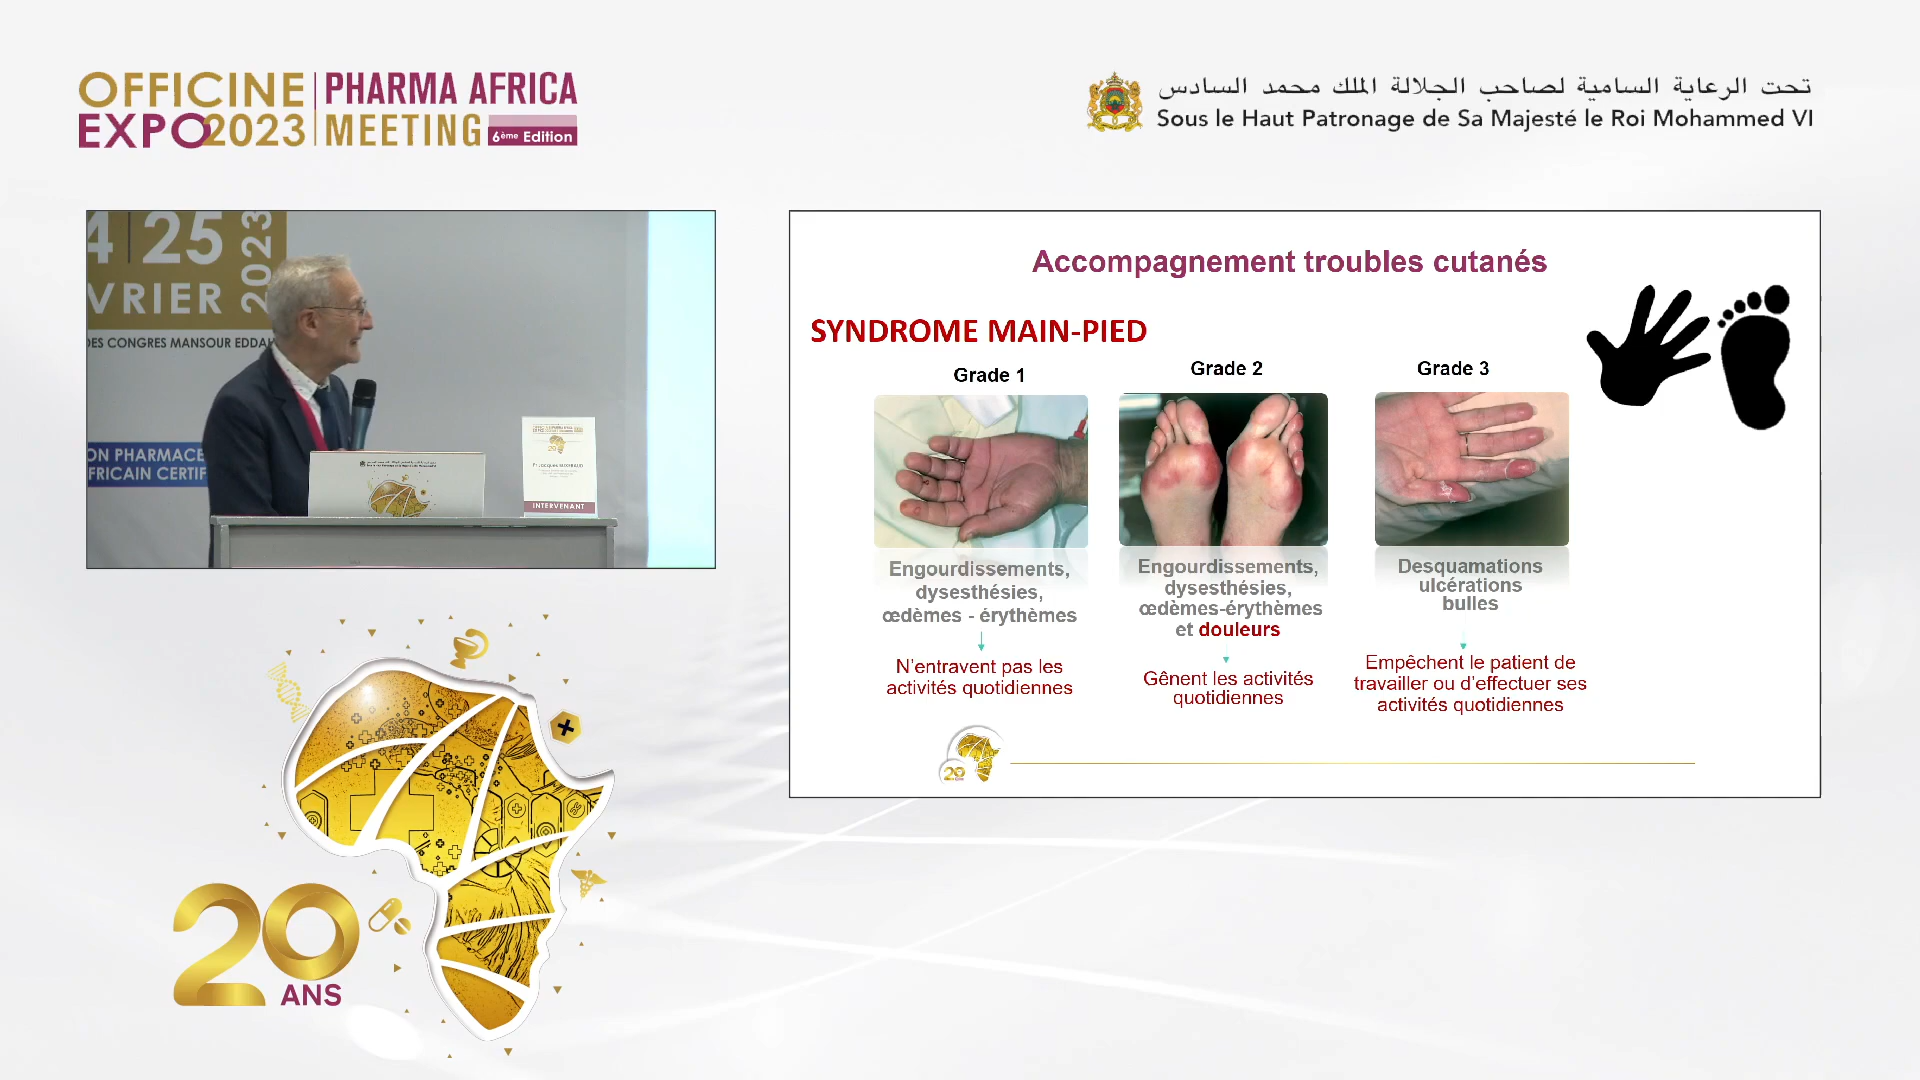 OFFICINE
EXPO2023
PHARMA AFRICA
MEETING
6ème Edition
تحت الرعاية السامية لصاحب الجلالة الملك محمد السادس
Sous le Haut Patronage de Sa Majesté le Roi Mohammed VI
4|25
VRIER
2023
DES CONGRES MANSOUR EDDAH
ON PHARMACE
FRICAIN CERTIF
20
INTERVENANT
Accompagnement troubles cutanés
SYNDROME MAIN-PIED
Grade 1
Engourdissements,
dysesthésies,
œdèmes - érythèmes
N'entravent pas les
activités quotidiennes
Grade 2
Engourdissements,
dysesthésies,
œdèmes-érythèmes
et douleurs
Gênent les activités
quotidiennes
Grade 3
Desquamations
ulcérations
bulles
Empêchent le patient de
travailler ou d'effectuer ses
activités quotidiennes
20
20
ANS